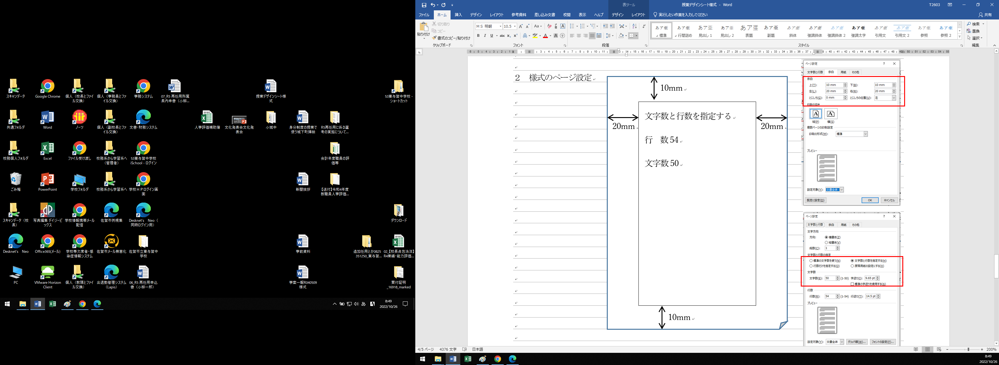 スキャンデータ
Google Chrome
個人（校長とファイル交換）
個人（事務員とファイル交換）
事務システム
07_R5 再任用所属長内申書（小柳...
授業デザインシート様式
53東与賀中学校 - ショートカット
共通フォルダ
Word
ノーツ
個人（副校長とファイル交換）
文書・財務システム
人事評価補助簿
文化発表会文化発表会
小城中
身分制度の授業で使う城下町挿絵
R5再任用に係る選考の実施について...
校務個人フォルダ
Excel
ファイル受け渡し
校務系から学習系へ（管理者）
53東与賀中学校 iSchool - ログイン
会計年度職員の評価等
ごみ箱
PowerPoint
学校フォルダ
校務系から学習系へ
学校ＨＰログイン画面
新聞挨拶
【送付】令和4年度教職員人事評価...
スキャンデータ（校長）
写真編集 デイジーピックス
学校情報携帯メール配信
佐賀市例規集
Desknet's　Neo（同時ログイン用）
ダウンロード
Desknet's　Neo
Office365(メール)
学校等欠席者・感染症情報システム
佐賀市メール無害化
佐賀市立東与賀中学校
事前資料
追加任用とか0825 351250_東与賀...
02_【校長貞包浩洋】R4業績・能力評価...
PC
VMware Horizon Client
個人（教頭とファイル交換）
出退勤管理システム（Lapis）
06_R5 再任用申込書（小柳一郎）
事案一報R040509様式
買付証明_16918_marked
あ
8:49
2022/10/26
表ツール
授業デザインシート様式 - Word
T2603
ファイル ホーム 挿入 デザイン レイアウト 参考資料 差し込み文書 校閲 表示 ヘルプ デザイン レイアウト 実行したい作業を入力してください 共有
貼り付け
切り取り
コピー
書式のコピー/貼り付け
クリップボード
ＭＳ 明朝 10.5
フォント
段落
あア亜 標準
あア亜 行間詰め
あア亜 見出し 1
あア亜 見出し 2
あア亜 表題
あア亜 副題
あア亜 斜体
あア亜 強調斜体
あア亜 強調斜体 2
あア亜 強調太字
あア亜 引用文
あア亜 引用文 2
あア亜 参照
あア亜 参照 2
スタイル
検索
置換
選択
編集
２　様式のページ設定
10mm
20mm
20mm
文字数と行数を指定する
行　数 54
文字数 50
10mm
ページ設定
文字数と行数 余白 用紙 その他
余白
上(T): 10 mm 下(B): 10 mm
左(L): 20 mm 右(R): 20 mm
とじしろ(G): 0 mm とじしろの位置(U): 左
印刷の向き
縦(P) 横(S)
複数ページの印刷設定
印刷の形式(M): 標準
プレビュー
設定対象(Y): 文書全体
既定に設定(D) OK キャンセル
ページ設定
文字数と行数 余白 用紙 その他
文字方向
方向: 横書き(Z)
縦書き(V)
段数(C): 1
文字数と行数の指定
標準の文字数を使う(N) 文字数と行数を指定する(H)
行数だけを指定する(O) 原稿用紙の設定にする(X)
文字数
文字数(E): 50 (1-50) 字送り(I): 9.65 pt
標準の字送りを使用する(A)
行数
行数(R): 54 (1-54) 行送り(T): 14.5 pt
プレビュー
設定対象(Y): 文書全体 グリッド線(W)... フォントの設定(F)...
4/5 ページ 4376 文字 日本語
200%
8:49
2022/10/26